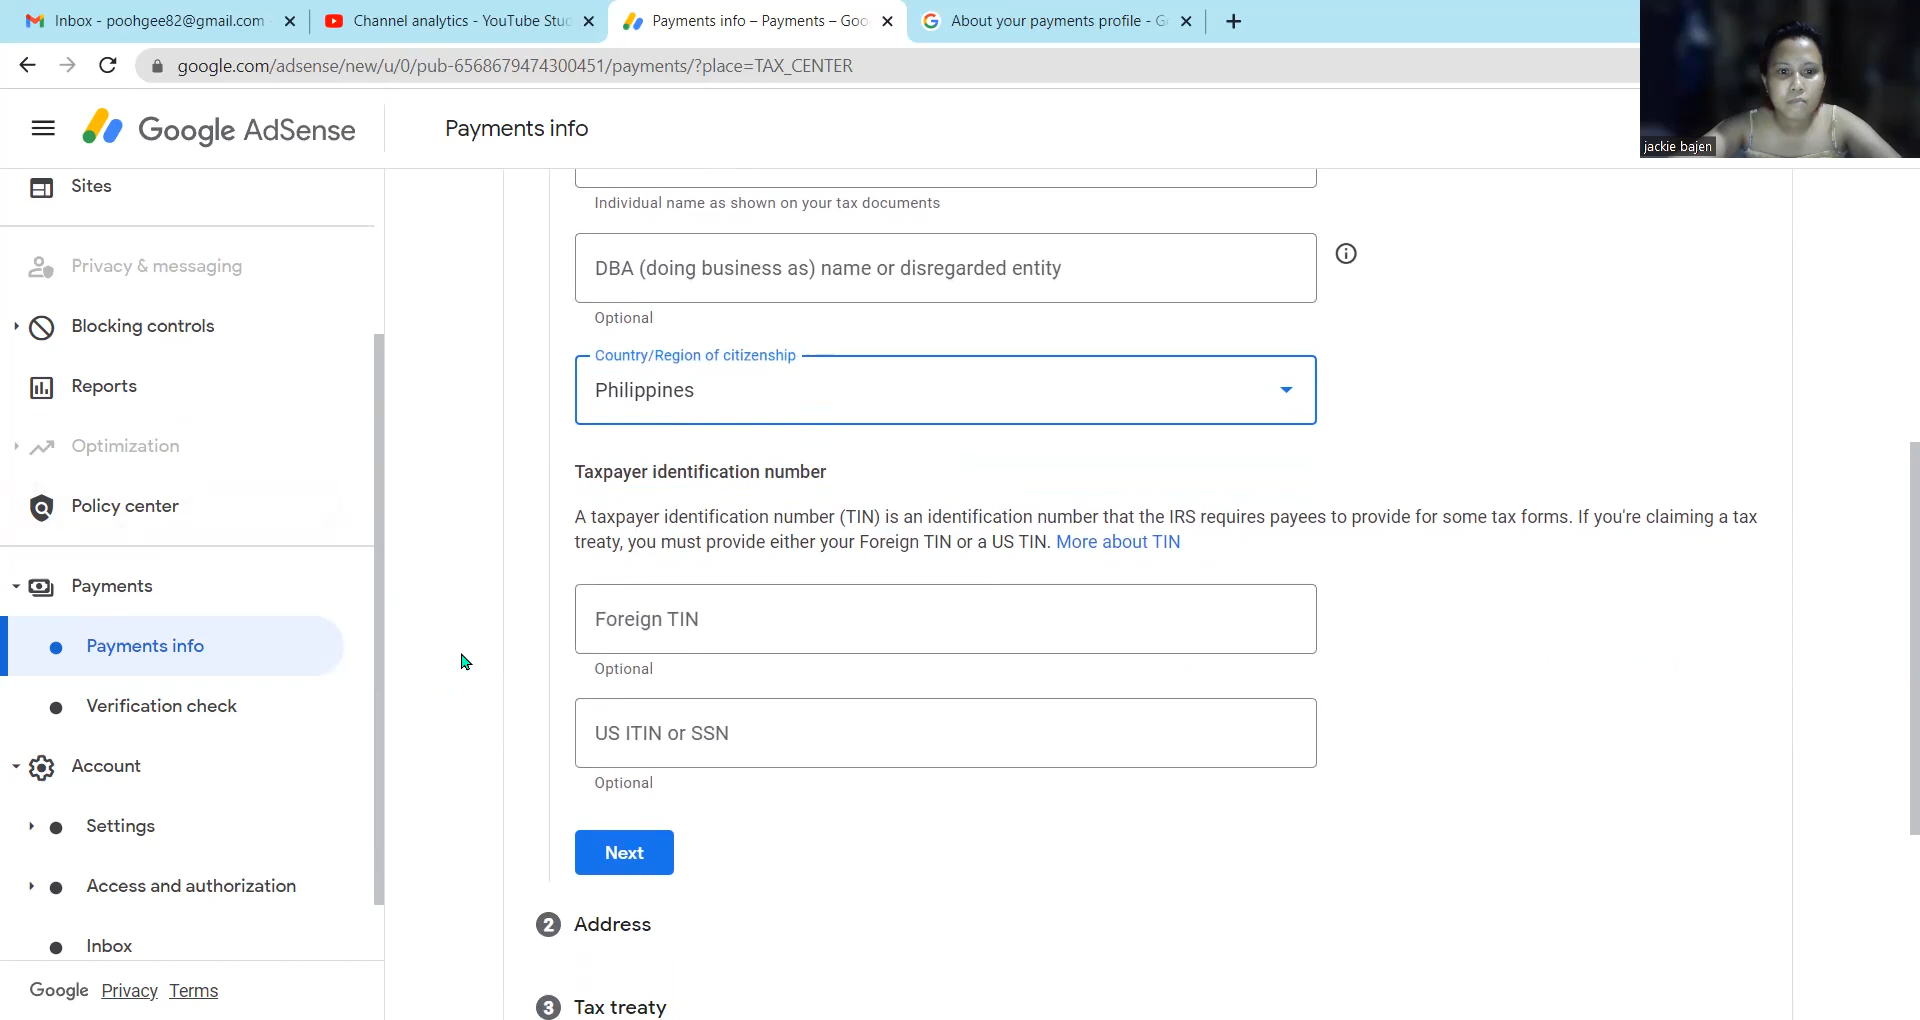 Inbox - poohgee82@gmail.com
Channel analytics - YouTube Stu
Payments info – Payments – Goo
About your payments profile - G
google.com/adsense/new/u/0/pub-6568679474300451/payments/?place=TAX_CENTER
jackie bajen
Google AdSense
Payments info
Sites
Privacy & messaging
Blocking controls
Reports
Optimization
Policy center
Payments
Payments info
Verification check
Account
Settings
Access and authorization
Inbox
Google Privacy Terms
Individual name as shown on your tax documents
DBA (doing business as) name or disregarded entity
Optional
Country/Region of citizenship
Philippines
Taxpayer identification number
A taxpayer identification number (TIN) is an identification number that the IRS requires payees to provide for some tax forms. If you're claiming a tax
treaty, you must provide either your Foreign TIN or a US TIN. More about TIN
Foreign TIN
Optional
US ITIN or SSN
Optional
Next
2 Address
3 Tax treaty